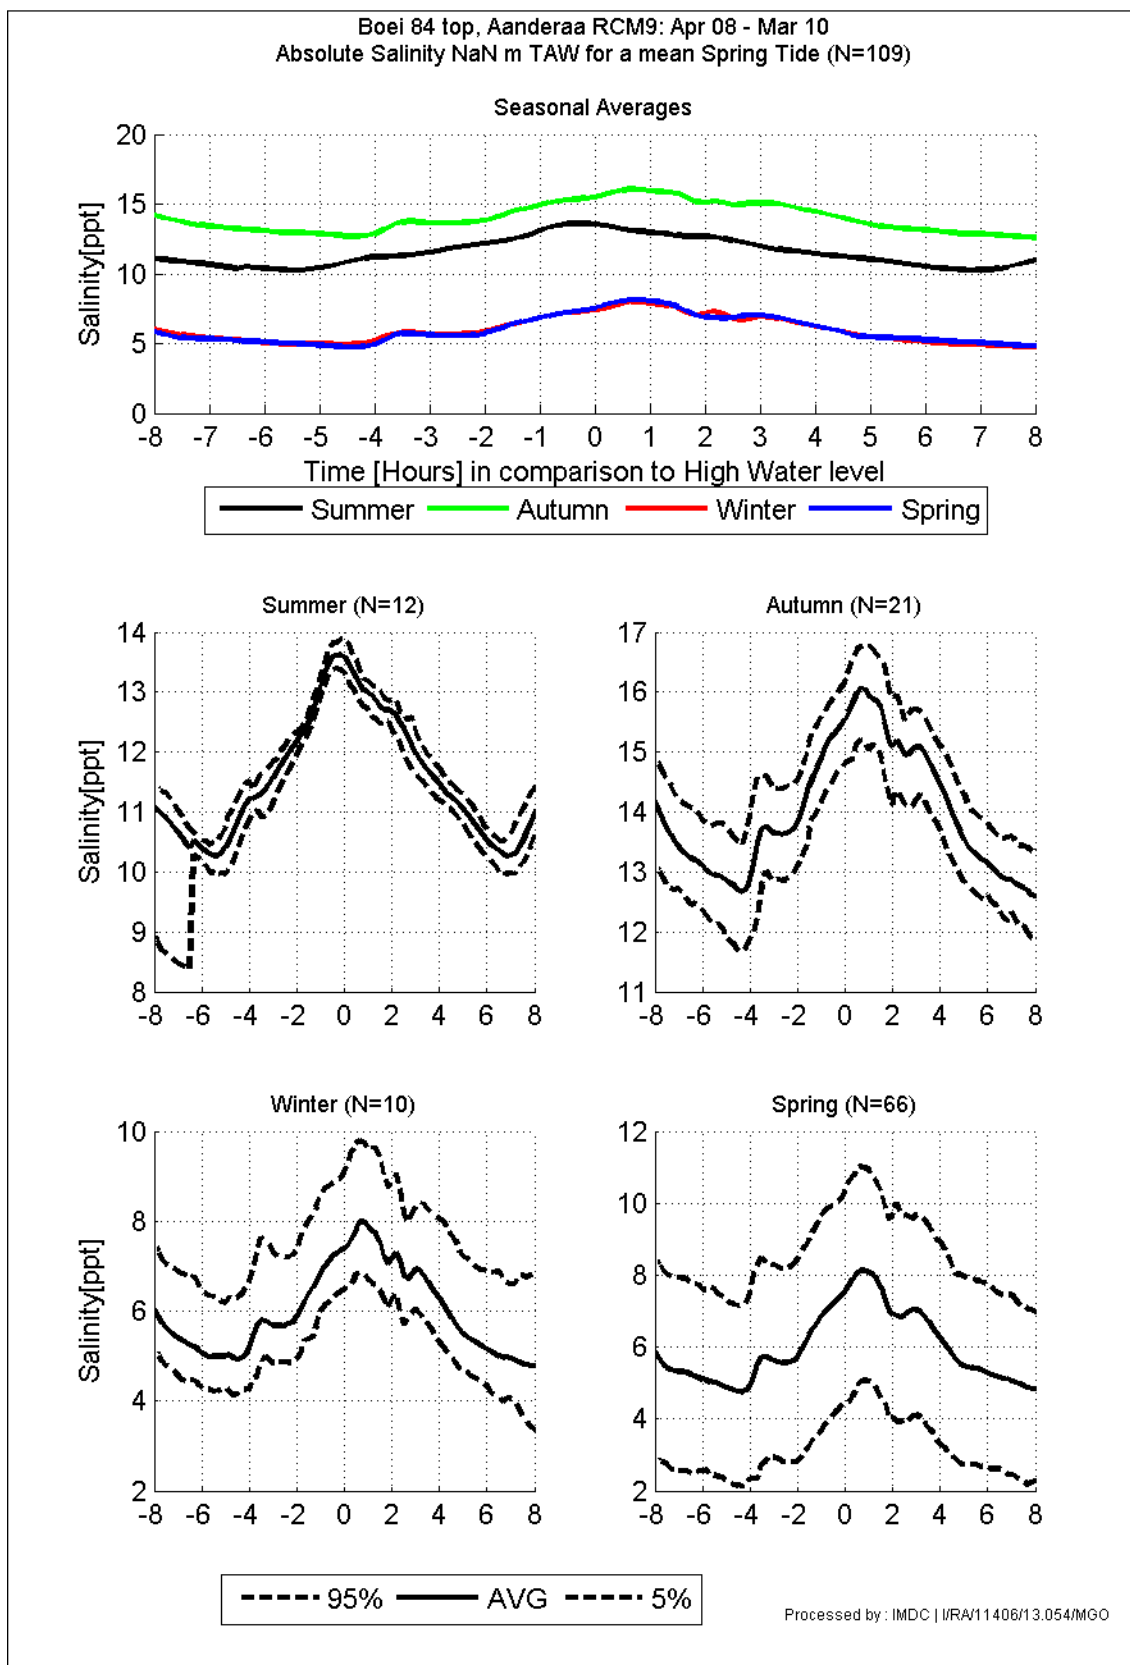 Boei 84 top, Aanderaa RCM9: Apr 08 - Mar 10
Absolute Salinity NaN m TAW for a mean Spring Tide (N=109)
Seasonal Averages
Salinity[ppt]
20
15
10
5
0
-8 -7 -6 -5 -4 -3 -2 -1 0 1 2 3 4 5 6 7 8
Time [Hours] in comparison to High Water level
Summer Autumn Winter Spring
Summer (N=12)
Salinity[ppt]
14
13
12
11
10
9
8
-8 -6 -4 -2 0 2 4 6 8
Autumn (N=21)
17
16
15
14
13
12
11
-8 -6 -4 -2 0 2 4 6 8
Winter (N=10)
Salinity[ppt]
10
8
6
4
2
-8 -6 -4 -2 0 2 4 6 8
Spring (N=66)
12
10
8
6
4
2
-8 -6 -4 -2 0 2 4 6 8
95% AVG 5%
Processed by : IMDC | I/RA/11406/13.054/MGO